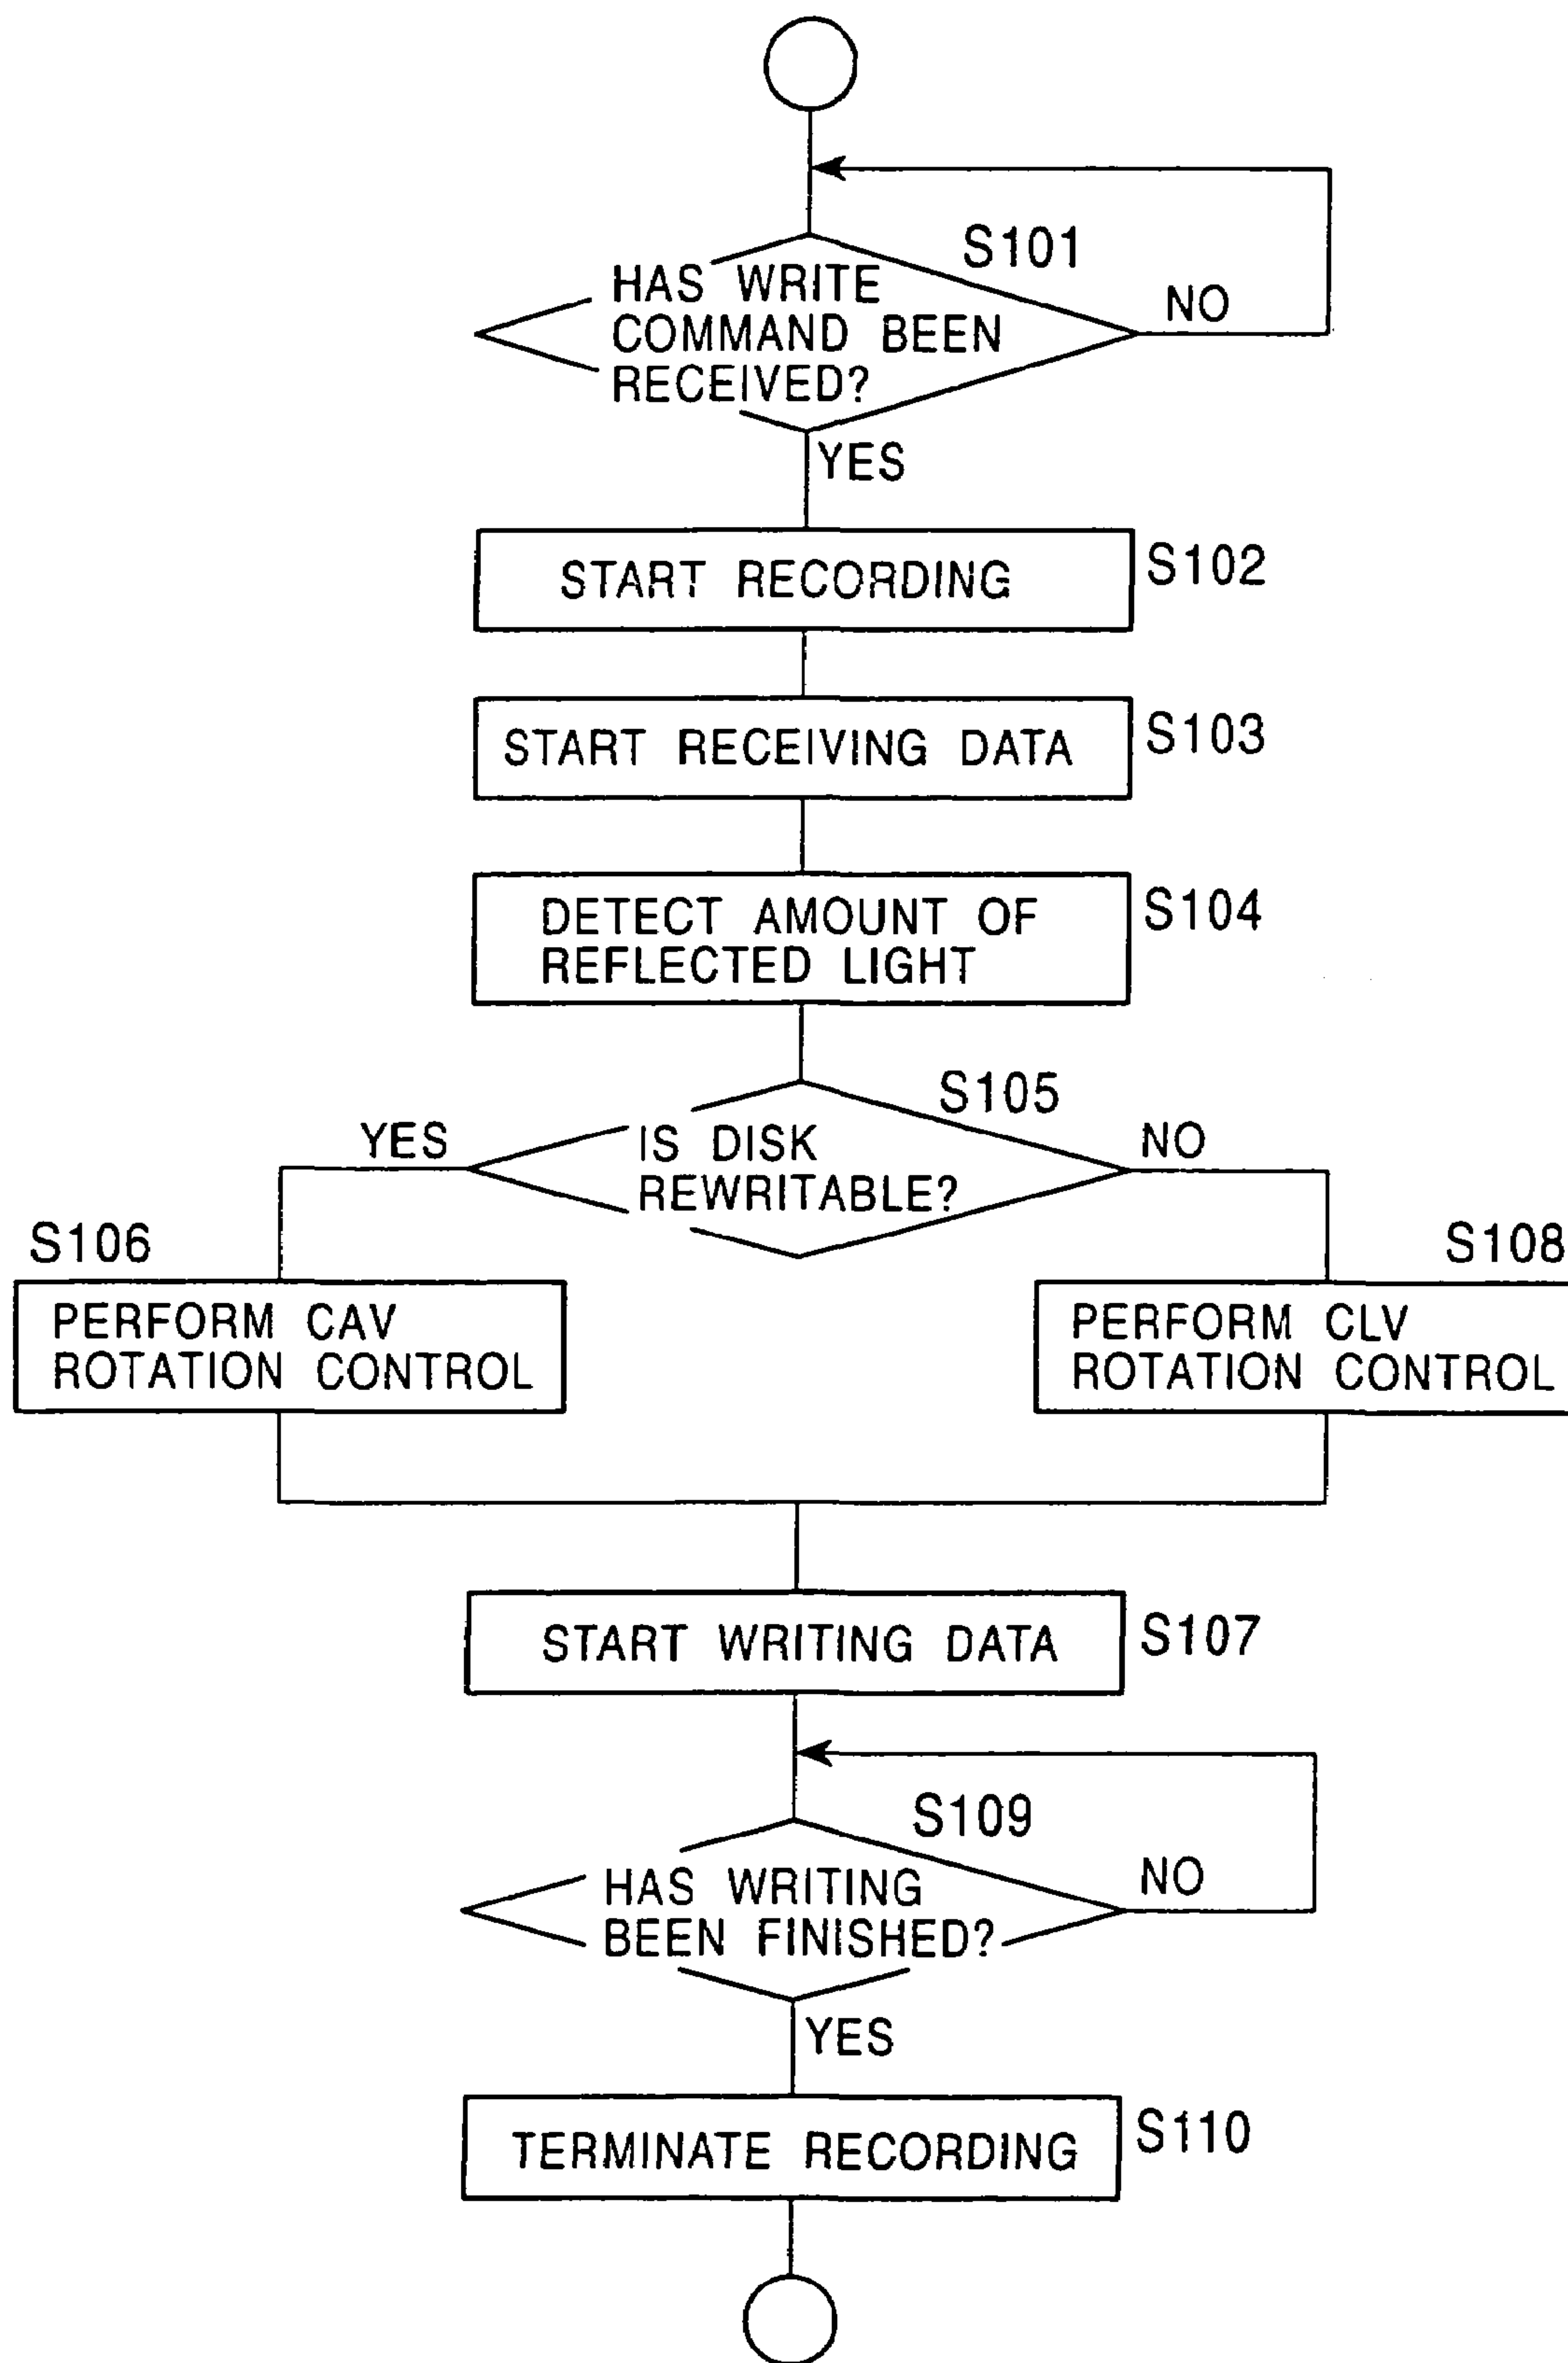 S101
HAS WRITE
COMMAND BEEN
RECEIVED?
NO
YES
START RECORDING
S102
START RECEIVING DATA
S103
DETECT AMOUNT OF
REFLECTED LIGHT
S104
S105
YES
IS DISK
REWRITABLE?
NO
S106
PERFORM CAV
ROTATION CONTROL
S108
PERFORM CLV
ROTATION CONTROL
START WRITING DATA
S107
S109
HAS WRITING
BEEN FINISHED?
NO
YES
TERMINATE RECORDING
S110